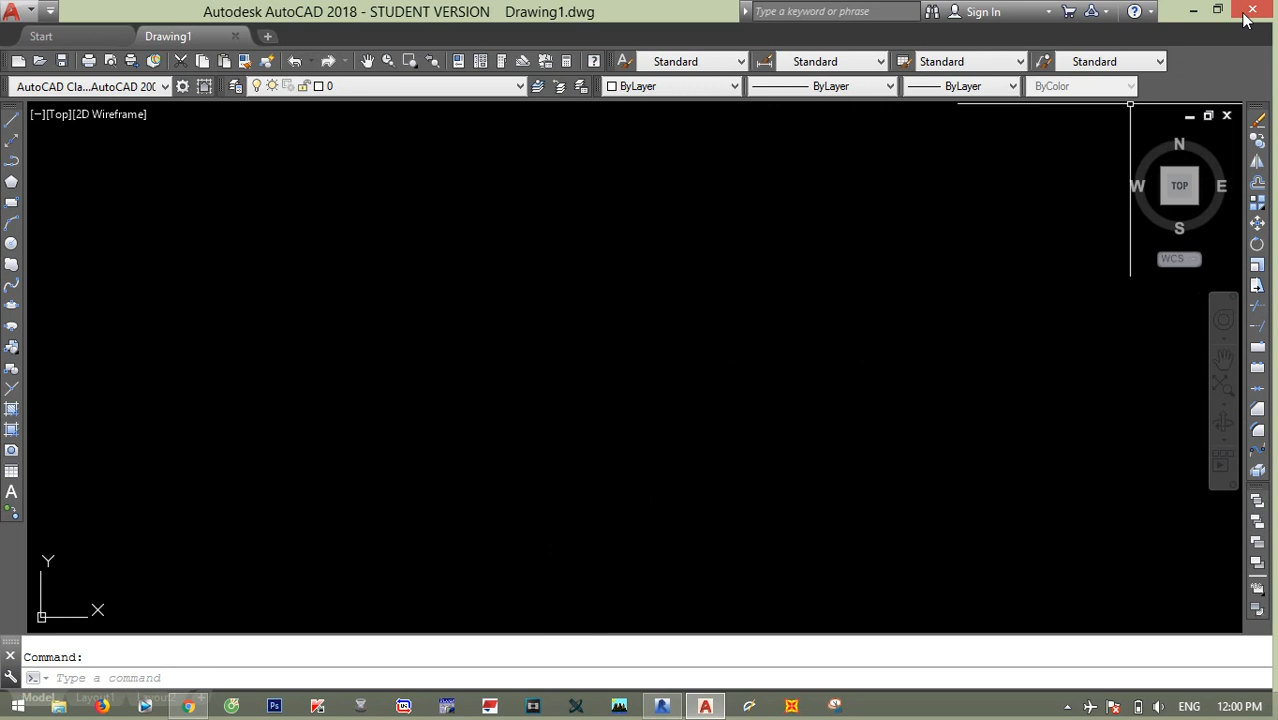 Autodesk AutoCAD 2018 - STUDENT VERSION Drawing1.dwg
Type a keyword or phrase
Sign In
Start
Drawing1
Standard
Standard
Standard
Standard
AutoCAD Cla...AutoCAD 200
0
ByLayer
ByLayer
ByLayer
ByColor
[−][Top][2D Wireframe]
N
W
TOP
E
S
WCS
A
Y
X
Command:
Type a command
Model
Layout1
Layout2
Ps
R
A
ENG
12:00 PM